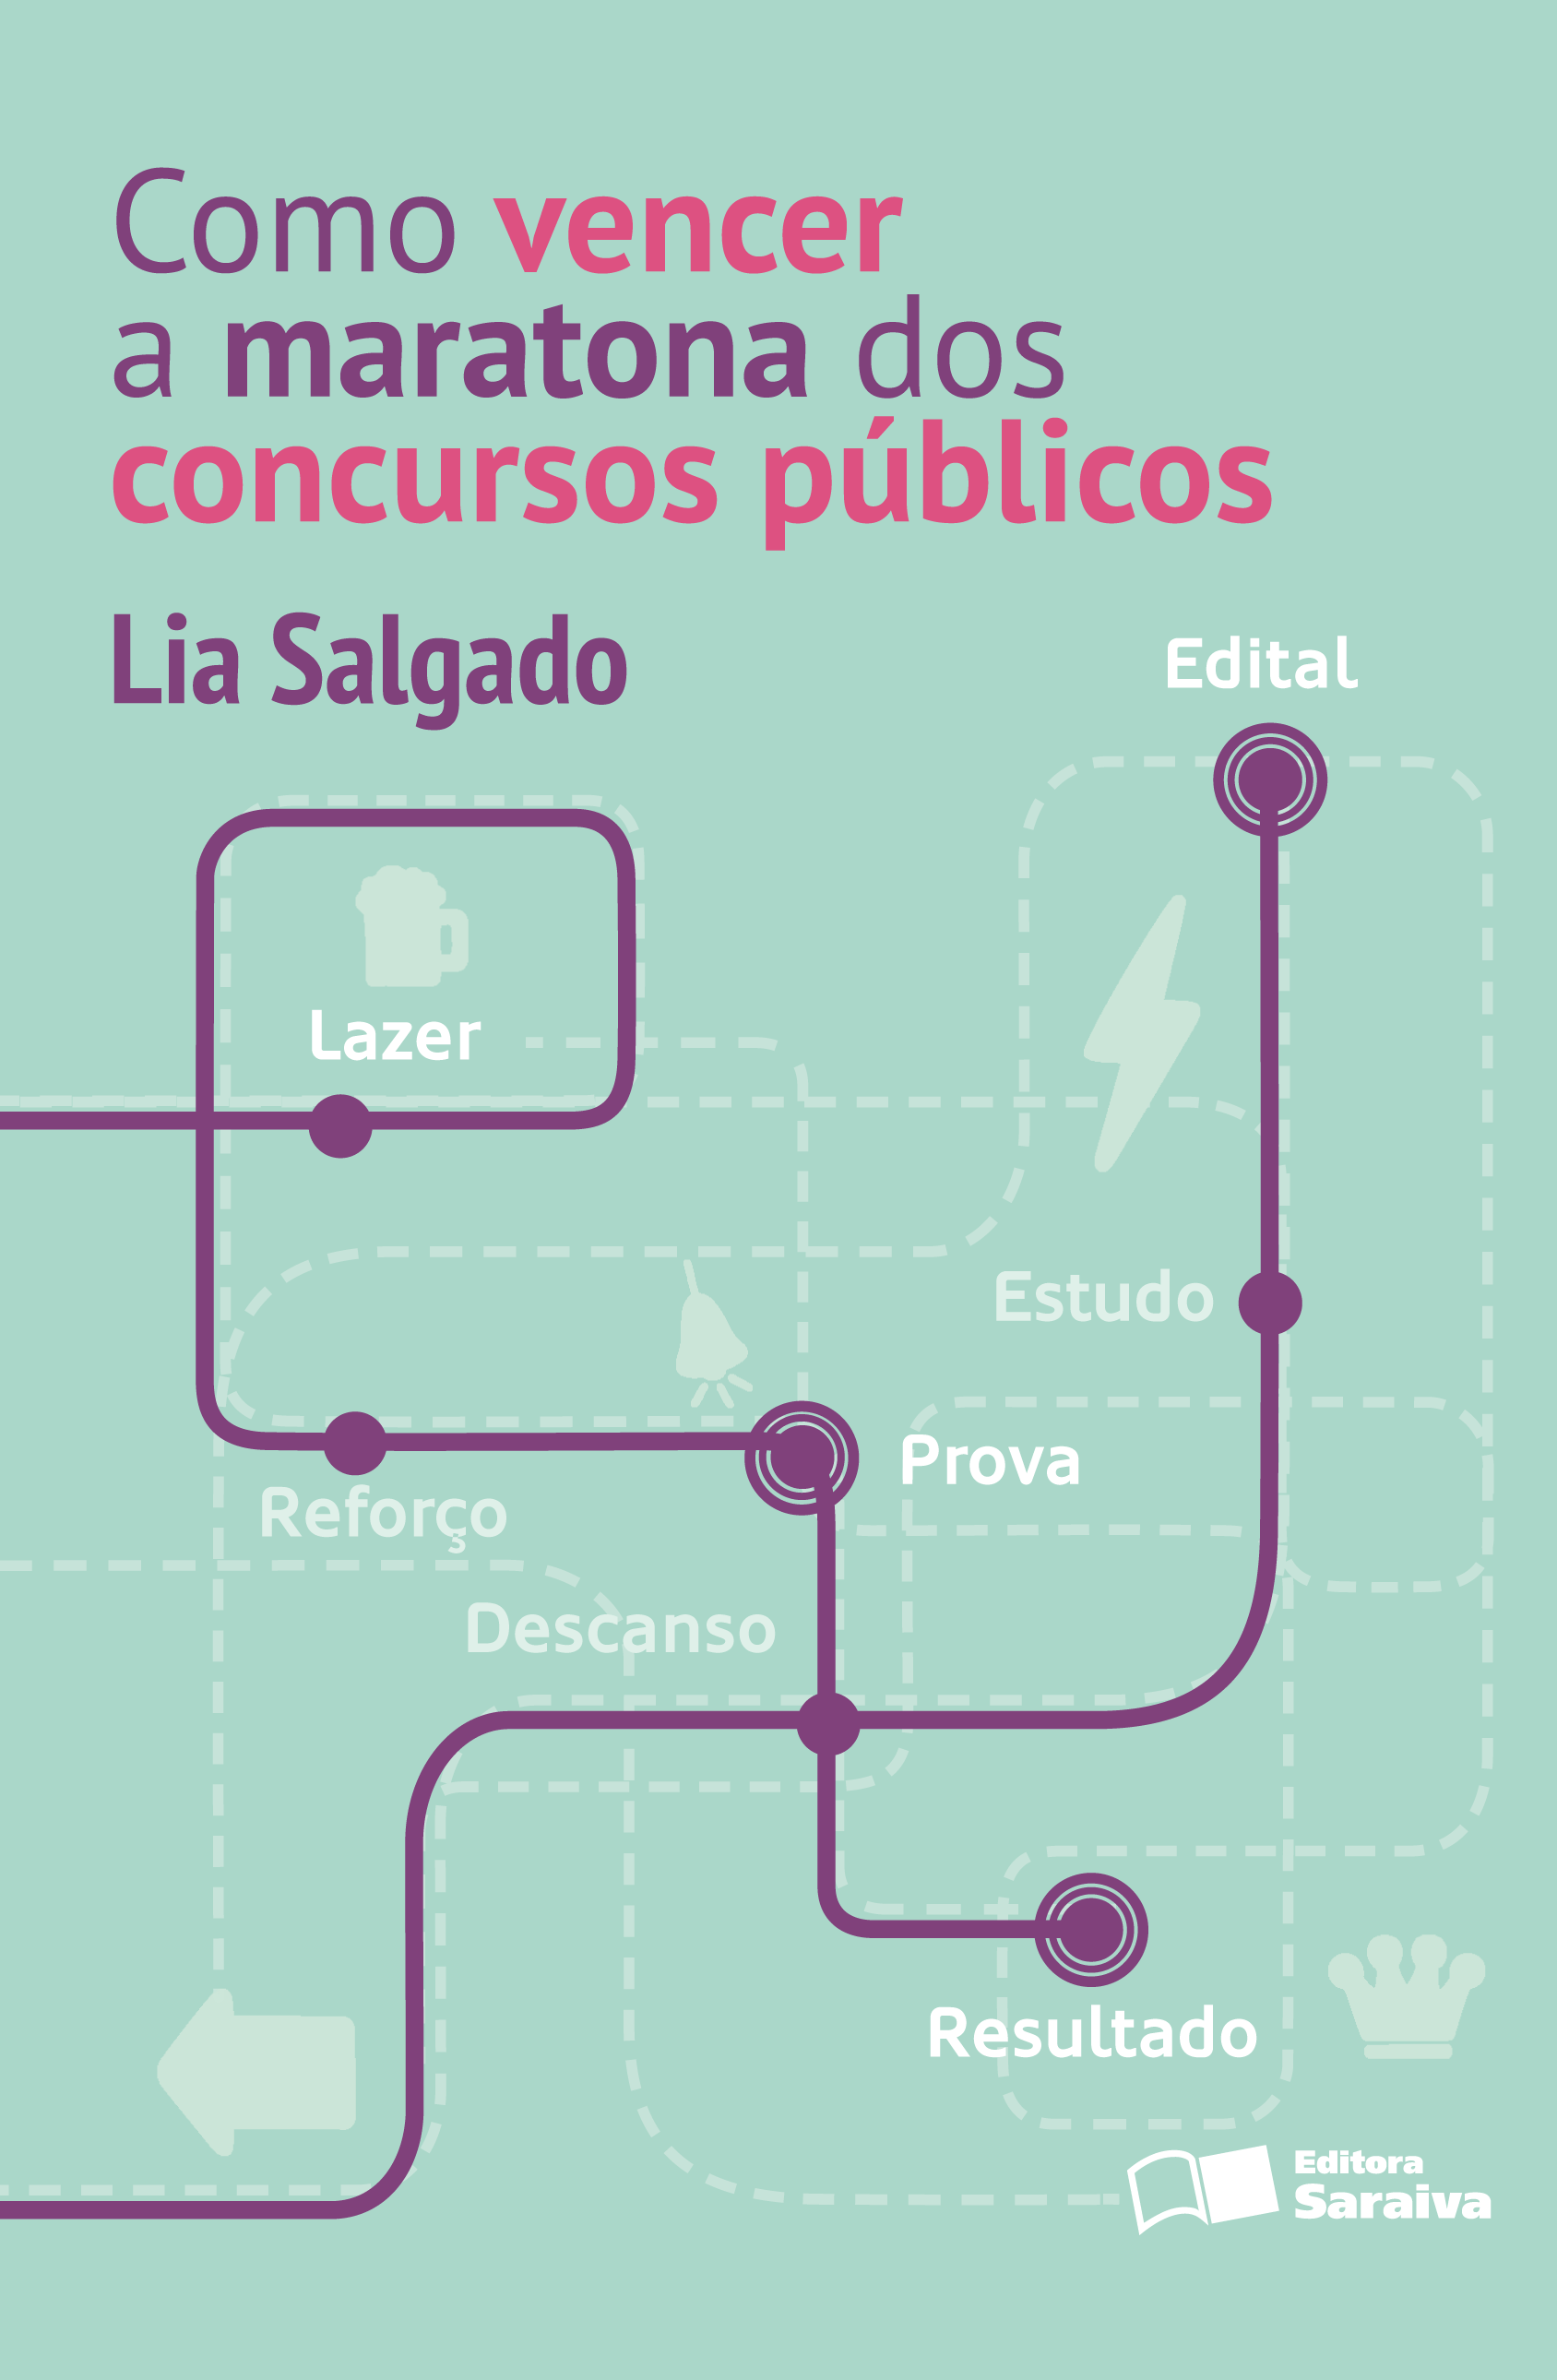 Como vencer
a maratona dos
concursos públicos
Lia Salgado
Edital
Lazer
Estudo
Prova
Reforço
Descanso
Resultado
Editora
Saraiva